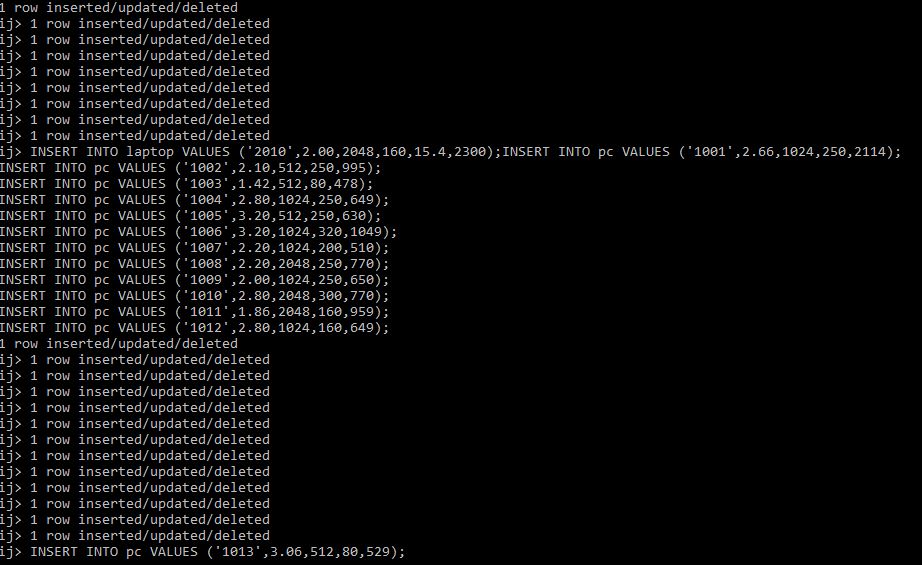 1 row inserted/updated/deleted
ij> 1 row inserted/updated/deleted
ij> 1 row inserted/updated/deleted
ij> 1 row inserted/updated/deleted
ij> 1 row inserted/updated/deleted
ij> 1 row inserted/updated/deleted
ij> 1 row inserted/updated/deleted
ij> 1 row inserted/updated/deleted
ij> 1 row inserted/updated/deleted
ij> INSERT INTO laptop VALUES ('2010',2.00,2048,160,15.4,2300);INSERT INTO pc VALUES ('1001',2.66,1024,250,2114);
INSERT INTO pc VALUES ('1002',2.10,512,250,995);
INSERT INTO pc VALUES ('1003',1.42,512,80,478);
INSERT INTO pc VALUES ('1004',2.80,1024,250,649);
INSERT INTO pc VALUES ('1005',3.20,512,250,630);
INSERT INTO pc VALUES ('1006',3.20,1024,320,1049);
INSERT INTO pc VALUES ('1007',2.20,1024,200,510);
INSERT INTO pc VALUES ('1008',2.20,2048,250,770);
INSERT INTO pc VALUES ('1009',2.00,1024,250,650);
INSERT INTO pc VALUES ('1010',2.80,2048,300,770);
INSERT INTO pc VALUES ('1011',1.86,2048,160,959);
INSERT INTO pc VALUES ('1012',2.80,1024,160,649);
1 row inserted/updated/deleted
ij> 1 row inserted/updated/deleted
ij> 1 row inserted/updated/deleted
ij> 1 row inserted/updated/deleted
ij> 1 row inserted/updated/deleted
ij> 1 row inserted/updated/deleted
ij> 1 row inserted/updated/deleted
ij> 1 row inserted/updated/deleted
ij> 1 row inserted/updated/deleted
ij> 1 row inserted/updated/deleted
ij> 1 row inserted/updated/deleted
ij> 1 row inserted/updated/deleted
ij> 1 row inserted/updated/deleted
ij> INSERT INTO pc VALUES ('1013',3.06,512,80,529);